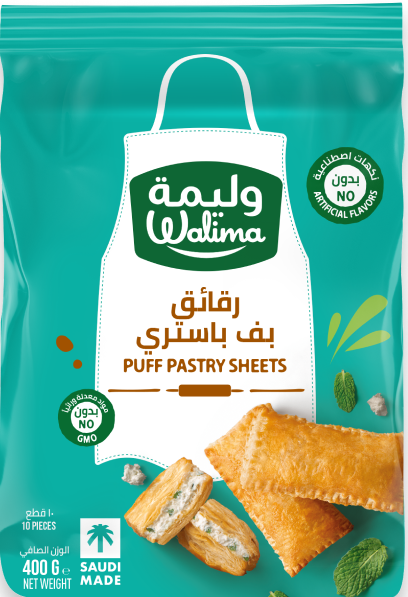 وليمة
Walima
نكهات اصطناعية
بدون
NO
ARTIFICIAL FLAVORS
رقائق
بف باستري
PUFF PASTRY SHEETS
مواد معدلة وراثيا
بدون
NO
GMO
١٠ قطع
10 PIECES
الوزن الصافي
400 G e
NET WEIGHT
SAUDI
MADE